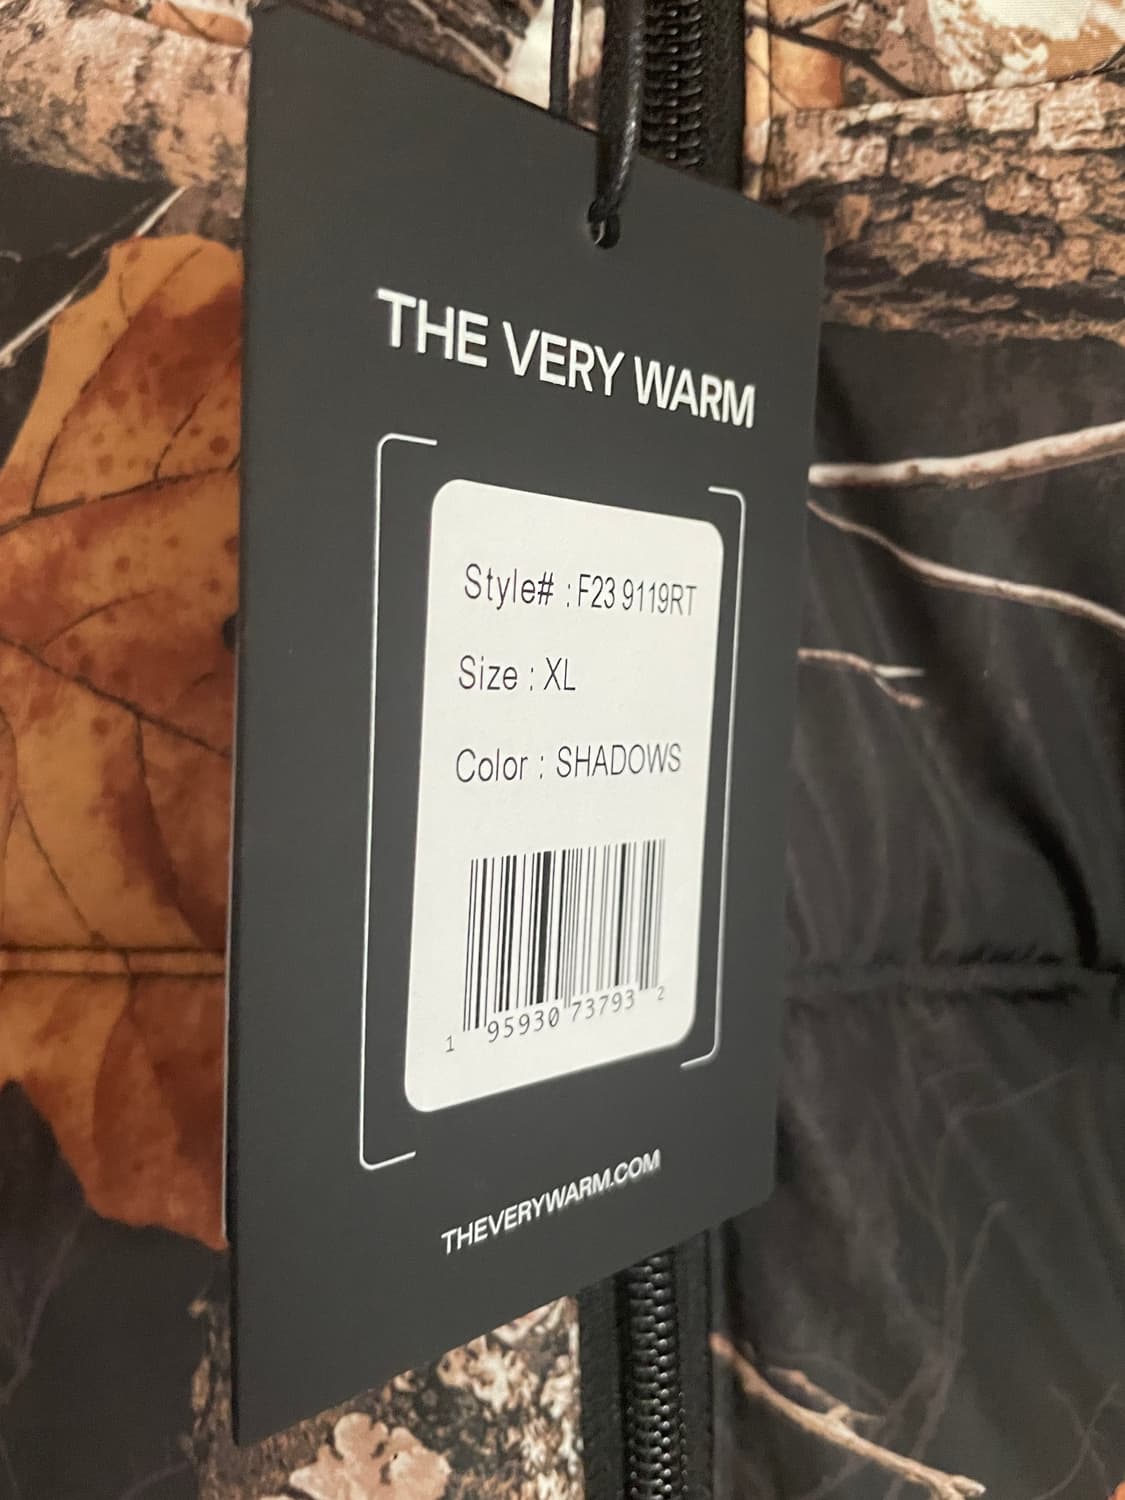 THE VERY WARM
Style# : F23 9119RT
Size : XL
Color : SHADOWS
1 95930 73793 2
THEVERYWARM.COM